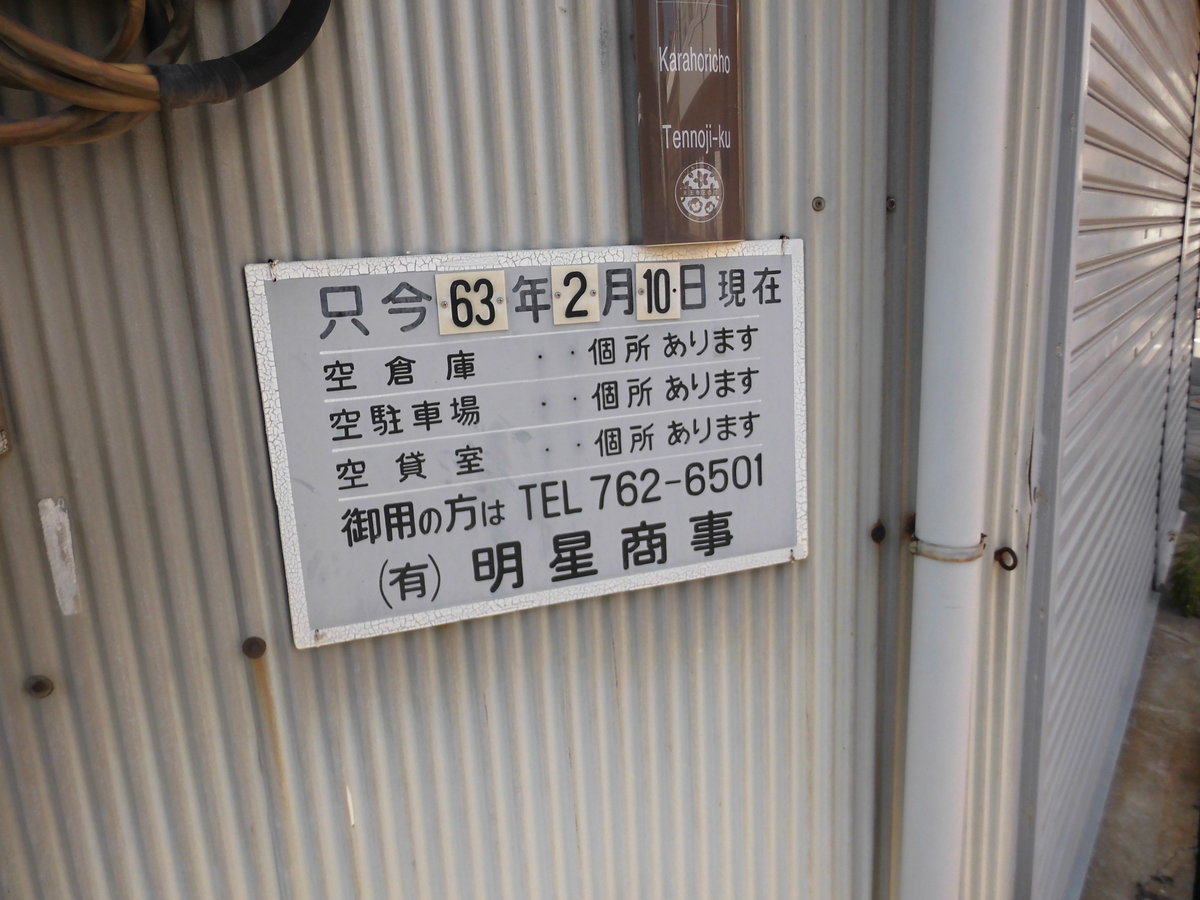 Karahoricho
Tennoji-ku
只今63年2月10日現在
空倉庫 ・・個所あります
空駐車場 ・・個所あります
空貸室 ・・個所あります
御用の方は TEL 762-6501
(有)明星商事